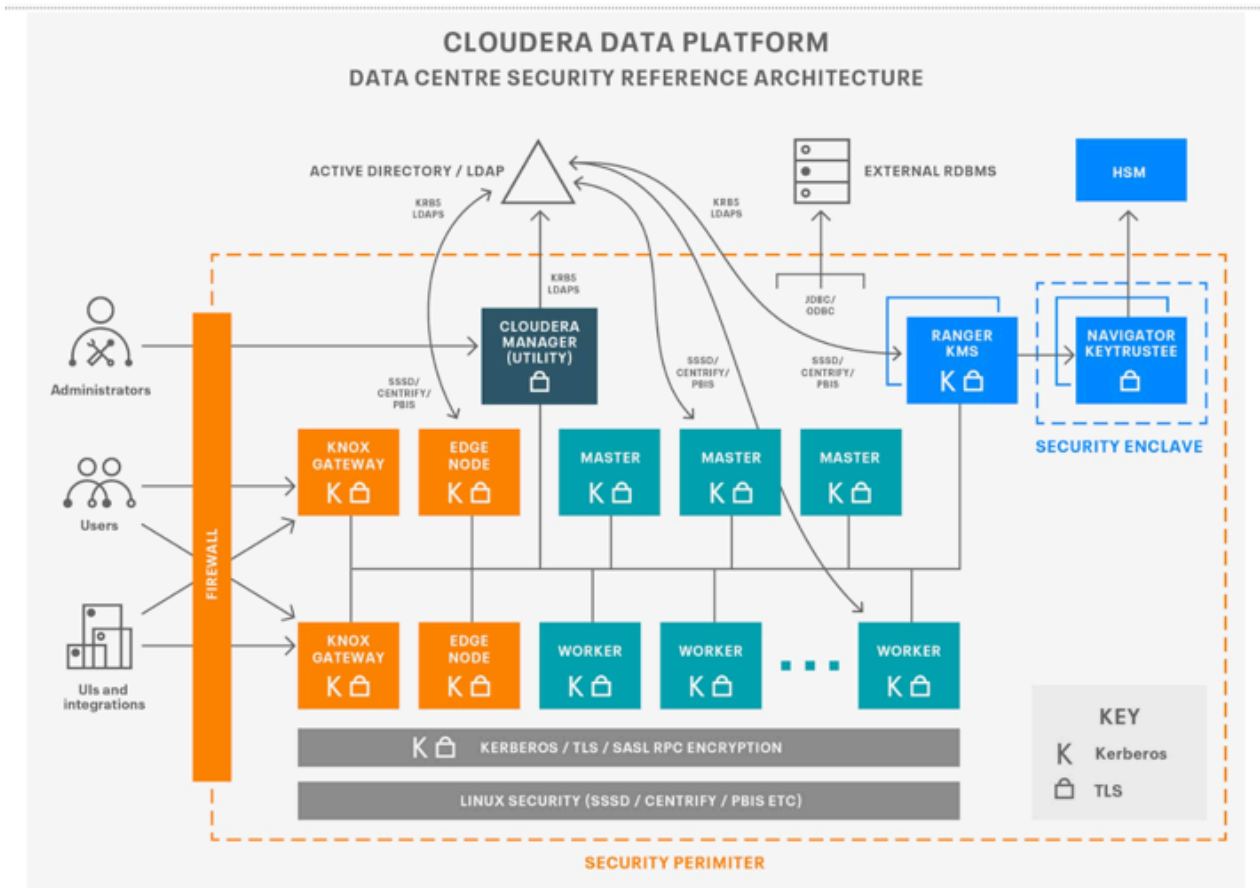 CLOUDERA DATA PLATFORM
DATA CENTRE SECURITY REFERENCE ARCHITECTURE
ACTIVE DIRECTORY / LDAP
EXTERNAL RDBMS
HSM
KRB5
LDAPS
KRB5
LDAPS
KRB5
LDAPS
JDBC/
ODBC
Administrators
CLOUDERA
MANAGER
(UTILITY)
RANGER
KMS
K
NAVIGATOR
KEYTRUSTEE
SSSD/
CENTRIFY/
PBIS
SSSD/
CENTRIFY/
PBIS
SSSD/
CENTRIFY/
PBIS
SECURITY ENCLAVE
Users
FIREWALL
KNOX
GATEWAY
K
EDGE
NODE
K
MASTER
K
MASTER
K
MASTER
K
UIs and
integrations
KNOX
GATEWAY
K
EDGE
NODE
K
WORKER
K
WORKER
K
WORKER
K
K KERBEROS / TLS / SASL RPC ENCRYPTION
LINUX SECURITY (SSSD / CENTRIFY / PBIS ETC)
KEY
K Kerberos
TLS
SECURITY PERIMITER